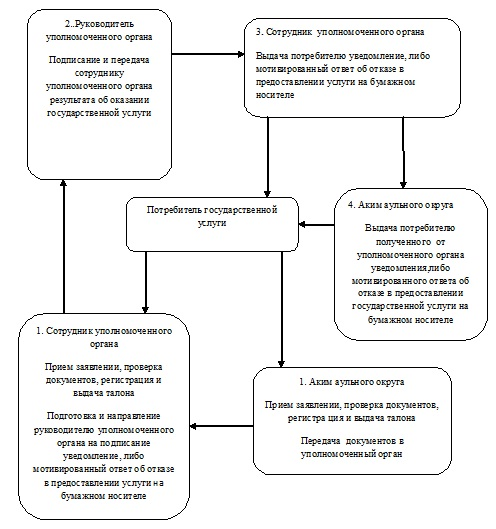 2..Руководитель
уполномоченного органа
Подписание и передача
сотруднику
уполномоченного органа
результата об оказании
государственной услуги
3. Сотрудник уполномоченного органа
Выдача потребителю уведомление, либо
мотивированный ответ об отказе в
предоставлении услуги на бумажном
носителе
Потребитель государственной
услуги
4. Аким аульного округа
Выдача потребителю
полученного от
уполномоченного органа
уведомления,либо
мотивированного ответа об
отказе в предоставлении
государственной услуги на
бумажном носителе
1. Сотрудник уполномоченного
органа
Прием заявлении, проверка
документов, регистрация и
выдача талона
Подготовка и направление
руководителю уполномоченного
органа на подписание
уведомление, либо
мотивированный ответ об отказе
в предоставлении услуги на
бумажном носителе
1. Аким аульного округа
Прием заявлении, проверка документов,
регистра ция и выдача талона
Передача документов в
уполномоченный орган